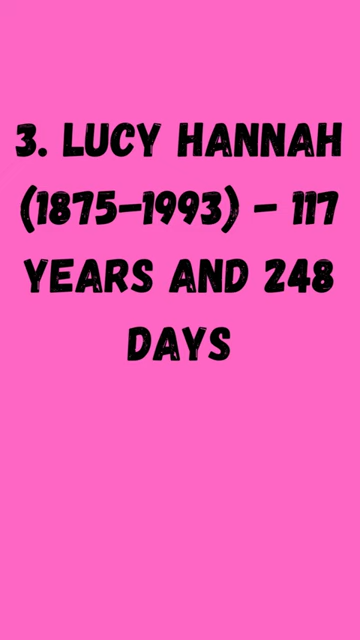 3. LUCY HANNAH
(1875–1993) – 117
YEARS AND 248
DAYS